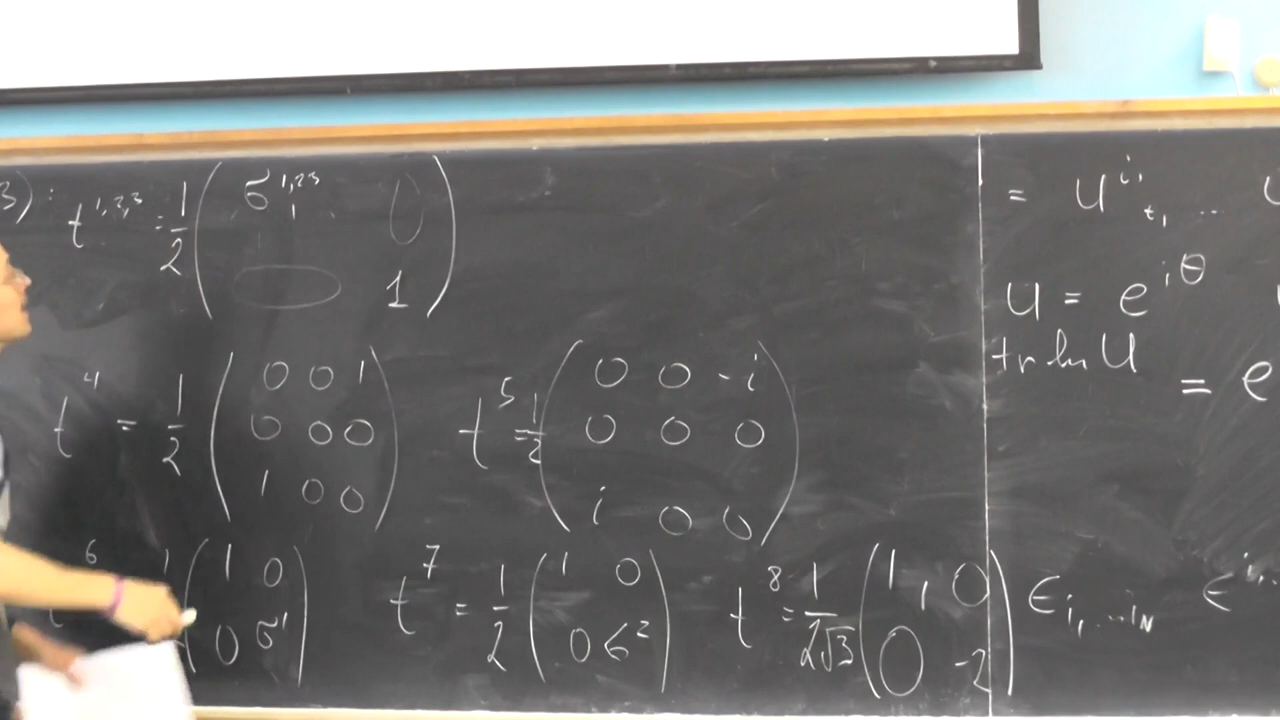 3): t^{1,2,3} = 1/2 ( σ^{1,2,3} 0 ; 0 1 )
t^4 = 1/2 ( 0 0 1 ; 0 0 0 ; 1 0 0 ) t^5 = 1/2 ( 0 0 -i ; 0 0 0 ; i 0 0 )
6 1 ( 1 0 ; 0 σ^1 ) t^7 = 1/2 ( 1 0 ; 0 σ^2 ) t^8 = 1/(2√3) ( 1, 1 0 ; 0 -2 )
= U^{i_1} ...
U = e^{iθ}
tr ln U
= e
ϵ_{i_1 ... i_N} ϵ^{i_1